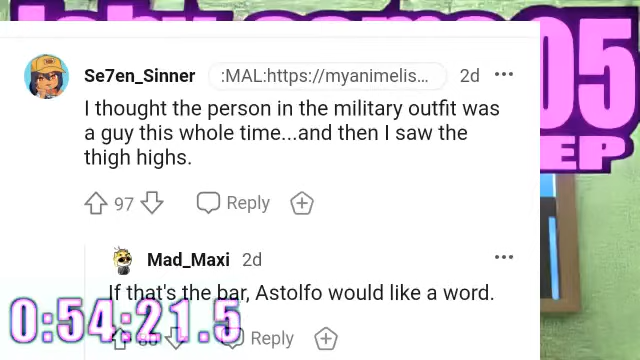 05
EP
Se7en_Sinner :MAL:https://myanimelis... 2d
I thought the person in the military outfit was
a guy this whole time...and then I saw the
thigh highs.
97 Reply
Mad_Maxi 2d
If that's the bar, Astolfo would like a word.
0:54:21.5
Reply